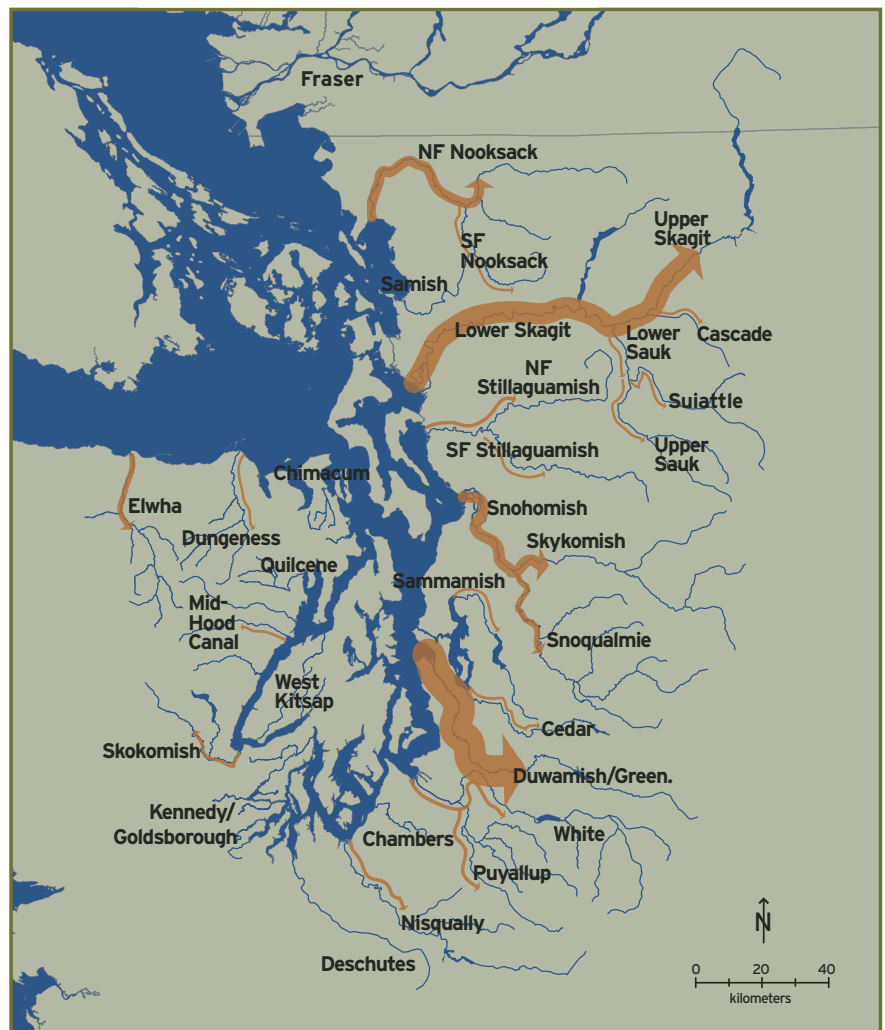 Fraser
NF Nooksack
Upper
Skagit
SF
Nooksack
Samish
Lower Skagit
Lower
Sauk
Cascade
NF
Stillaguamish
Suiattle
SF Stillaguamish
Upper
Sauk
Chimacum
Elwha
Snohomish
Dungeness
Skykomish
Quilcene
Sammamish
Mid-
Hood
Canal
Snoqualmie
West
Kitsap
Cedar
Skokomish
Duwamish/Green.
Kennedy/
Goldsborough
Chambers
White
Puyallup
Nisqually
Deschutes
N
0 20 40
kilometers